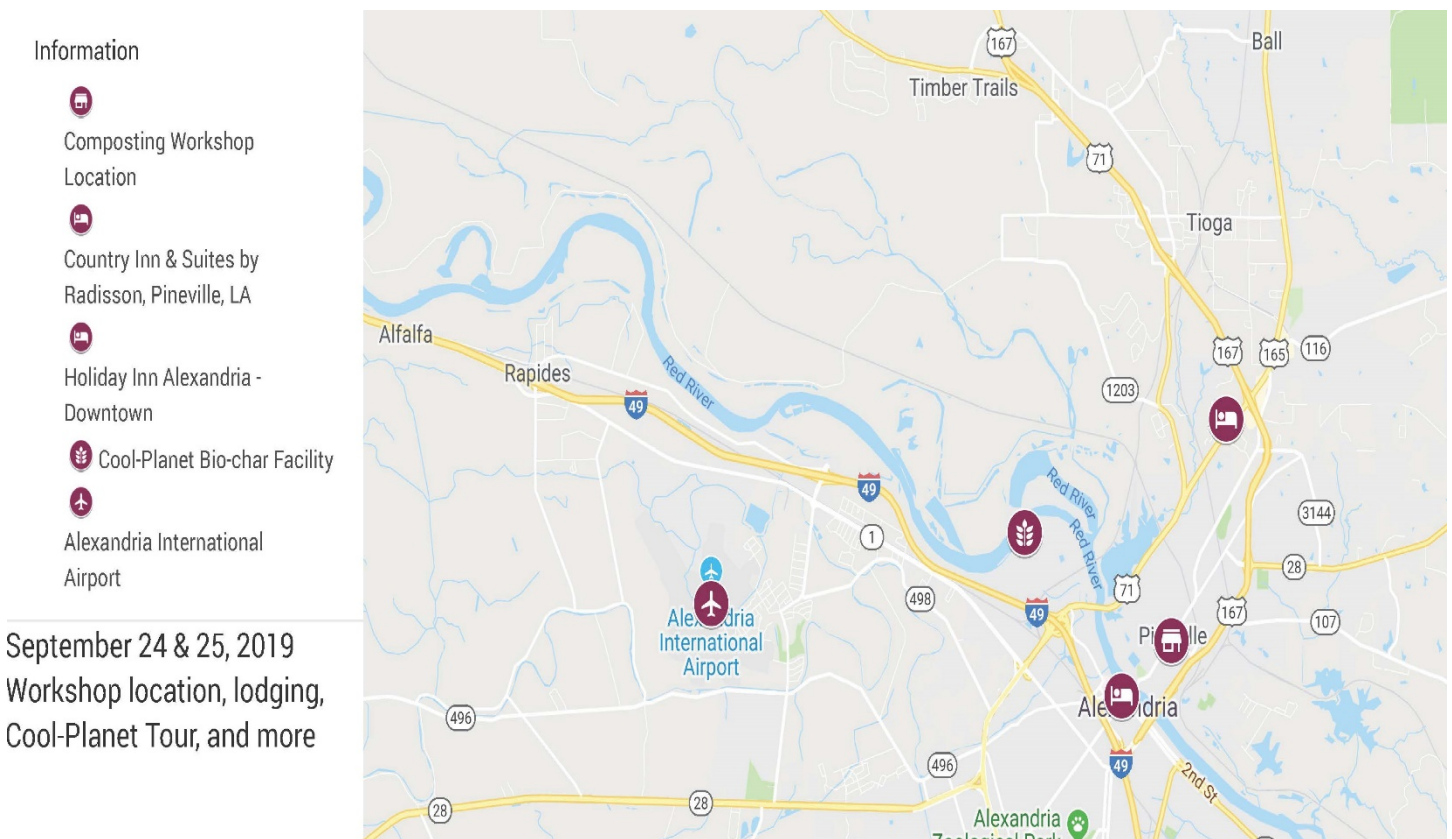 Information
Composting Workshop
Location
Country Inn & Suites by
Radisson, Pineville, LA
Holiday Inn Alexandria -
Downtown
Cool-Planet Bio-char Facility
Alexandria International
Airport
September 24 & 25, 2019
Workshop location, lodging,
Cool-Planet Tour, and more
167
Ball
Timber Trails
71
Tioga
Alfalfa
Rapides
Red River
49
167
165
116
1203
49
Red River
Red River
3144
1
28
498
49
71
167
107
Alexandria
International
Airport
496
Alexandria
496
49
2nd St
28
28
Alexandria